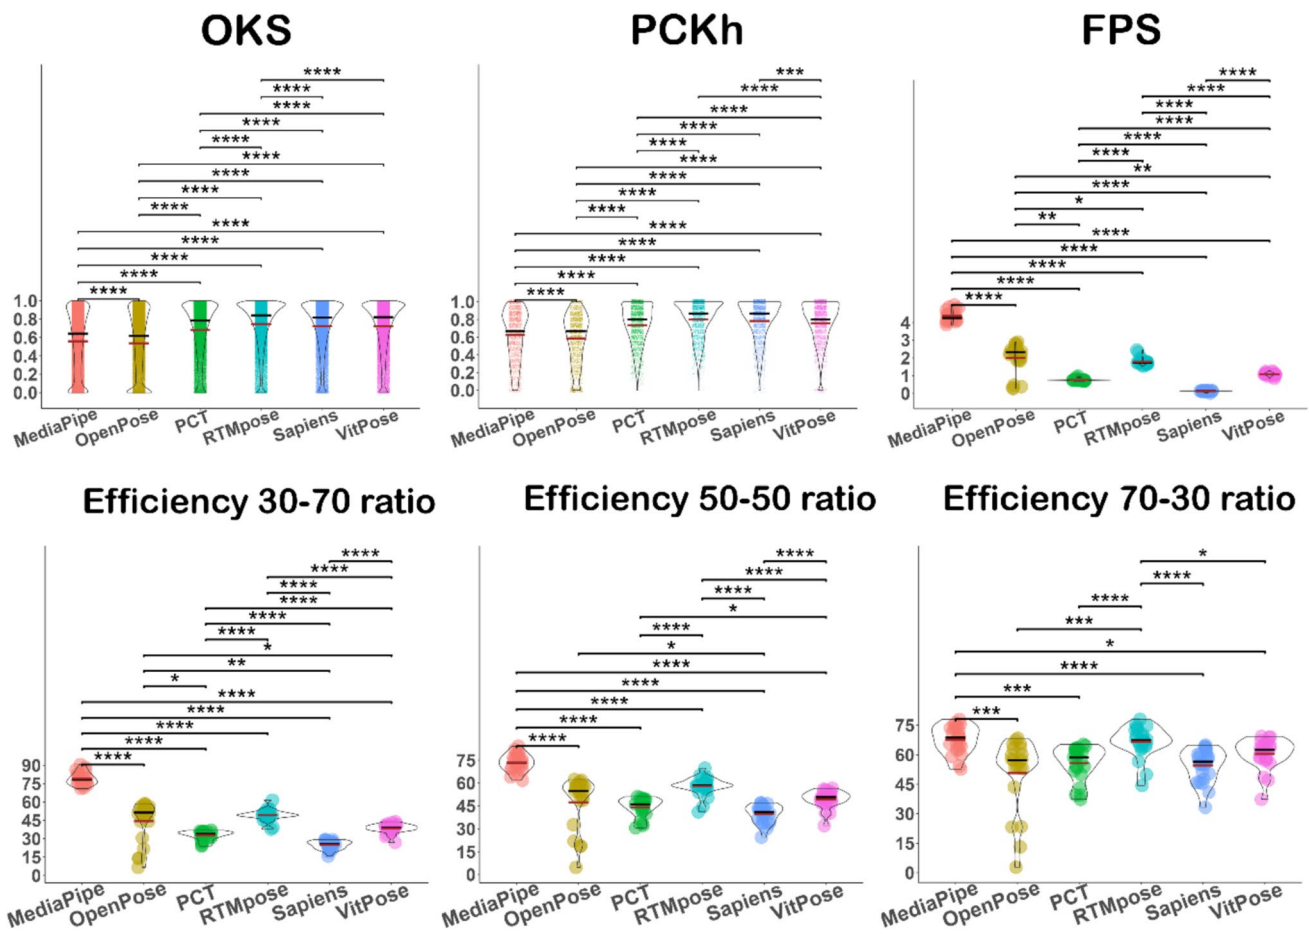 OKS
****
****
****
****
****
****
****
****
****
****
****
****
****
****
1.0
0.8
0.6
0.4
0.2
0.0
MediaPipe
OpenPose
PCT
RTMpose
Sapiens
VitPose
PCKh
***
****
****
****
****
****
****
****
****
****
****
****
****
****
1.0
0.8
0.6
0.4
0.2
0.0
MediaPipe
OpenPose
PCT
RTMpose
Sapiens
VitPose
FPS
****
****
****
****
****
****
**
****
*
**
****
****
****
****
****
4
3
2
1
0
MediaPipe
OpenPose
PCT
RTMpose
Sapiens
VitPose
Efficiency 30-70 ratio
****
****
****
****
****
****
*
**
*
****
****
****
****
****
90
75
60
45
30
15
0
MediaPipe
OpenPose
PCT
RTMpose
Sapiens
VitPose
Efficiency 50-50 ratio
****
****
****
*
****
*
****
****
****
****
****
75
60
45
30
15
0
MediaPipe
OpenPose
PCT
RTMpose
Sapiens
VitPose
Efficiency 70-30 ratio
*
****
****
***
*
****
***
***
75
60
45
30
15
0
MediaPipe
OpenPose
PCT
RTMpose
Sapiens
VitPose